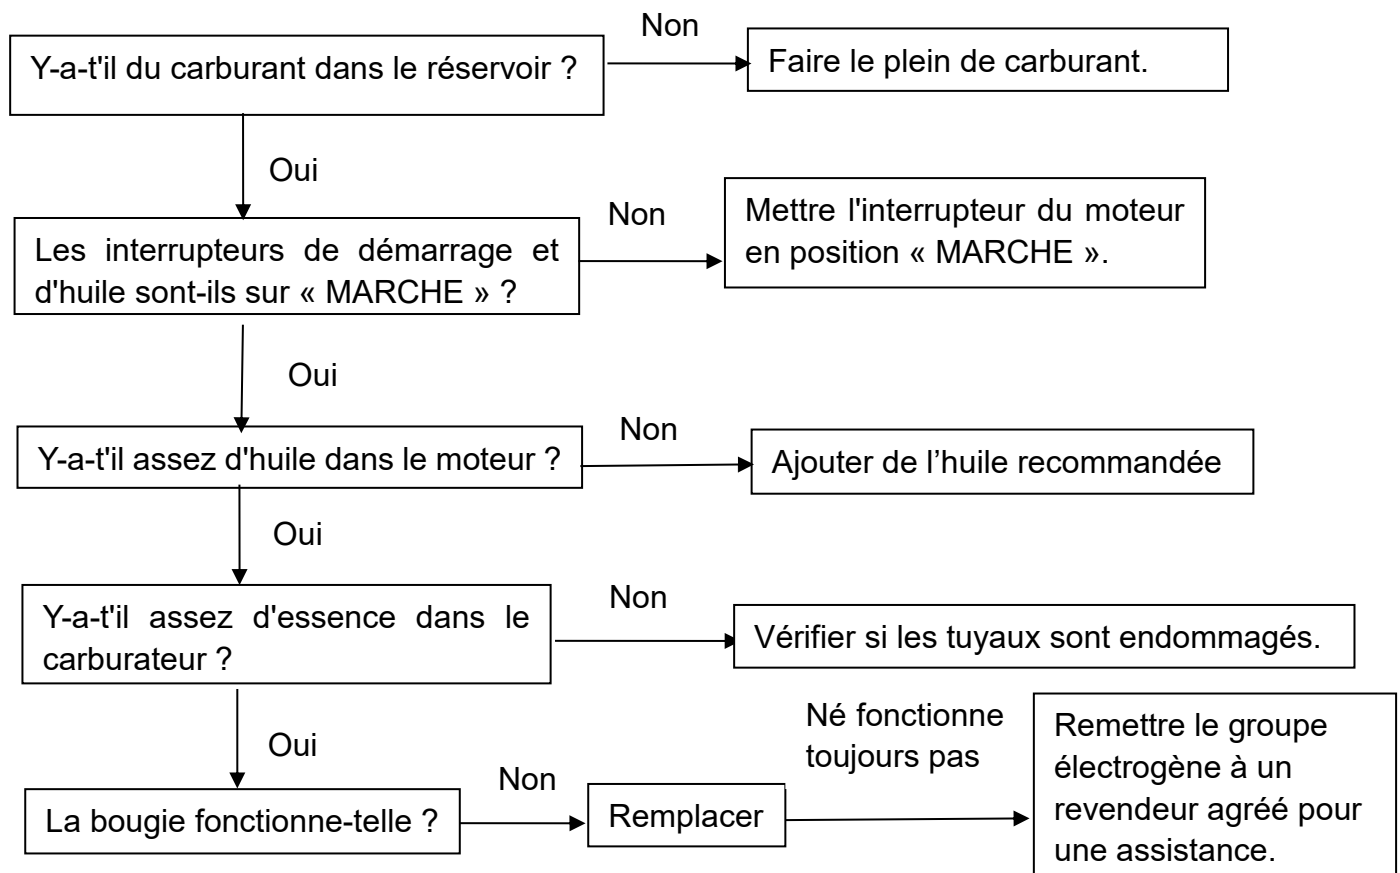 Non
Y-a-t'il du carburant dans le réservoir ?
Faire le plein de carburant.
Oui
Non
Les interrupteurs de démarrage et
d'huile sont-ils sur « MARCHE » ?
Mettre l'interrupteur du moteur
en position « MARCHE ».
Oui
Non
Y-a-t'il assez d'huile dans le moteur ?
Ajouter de l’huile recommandée
Oui
Non
Y-a-t'il assez d'essence dans le
carburateur ?
Vérifier si les tuyaux sont endommagés.
Oui
Non
La bougie fonctionne-telle ?
Remplacer
Né fonctionne
toujours pas
Remettre le groupe
électrogène à un
revendeur agréé pour
une assistance.